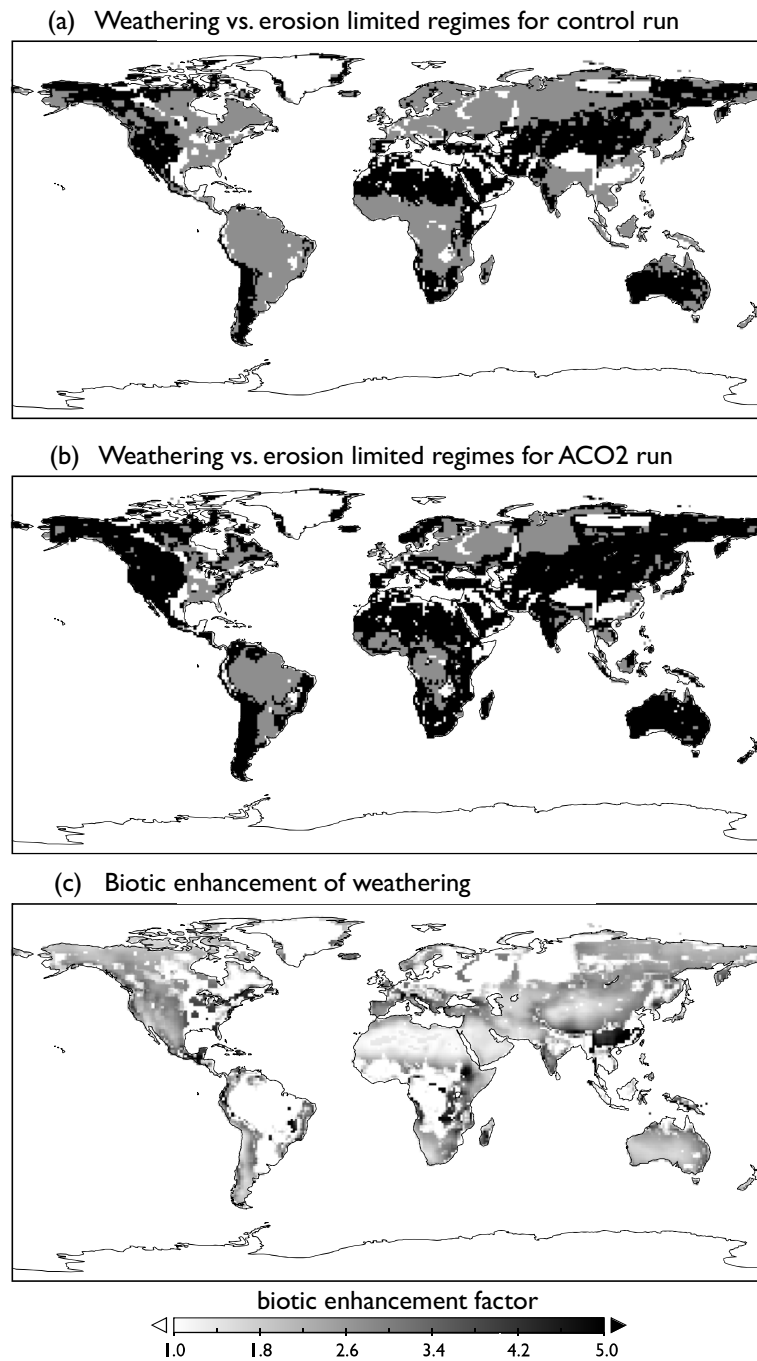 (a) Weathering vs. erosion limited regimes for control run
(b) Weathering vs. erosion limited regimes for ACO2 run
(c) Biotic enhancement of weathering
biotic enhancement factor
1.0 1.8 2.6 3.4 4.2 5.0